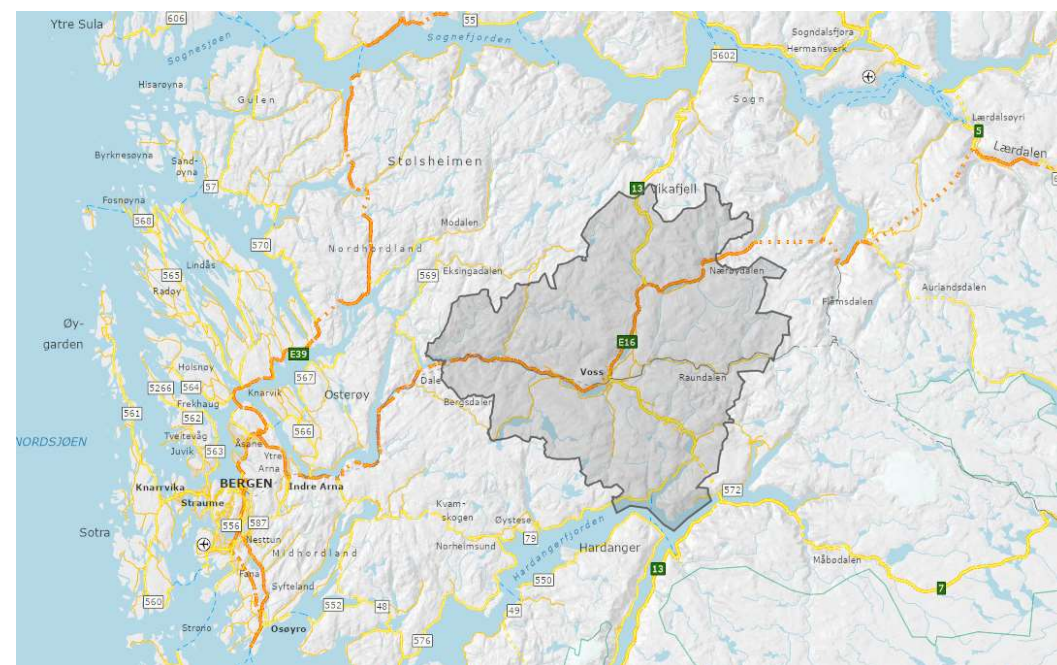 Ytre Sula
606
55
Sognesjøen
Sognefjorden
Sogndalsfjøra
Hermansverk
5602
Hisarøyna
Gulen
Sogn
Lærdalsøyri
5
Lærdalen
Byrknesøyna
Sand-
øyna
Stølsheimen
57
13
Vikafjell
Fosnøyna
568
Modalen
570
Nordhordland
Lindås
565
569
Eksingadalen
Nærøydalen
Radøy
Aurlandsdalen
Flåmsdalen
Øy-
garden
E39
E16
Holsnøy
567
Voss
Raundalen
5266
564
Knarvik
Osterøy
Dale
Frekhaug
Bergsdalen
561
562
566
NORDSJØEN
Tveitevåg
Juvik
563
Åsane
Ytre
Arna
Knarrvika
BERGEN
Indre Arna
572
Straume
Kvam-
skogen
Øystese
556
587
Sotra
Nesttun
79
Midhordland
Norheimsund
Hardangerfjorden
Hardanger
Måbødalen
13
Fana
Syfteland
550
7
560
552
48
49
Strøno
Osøyro
576